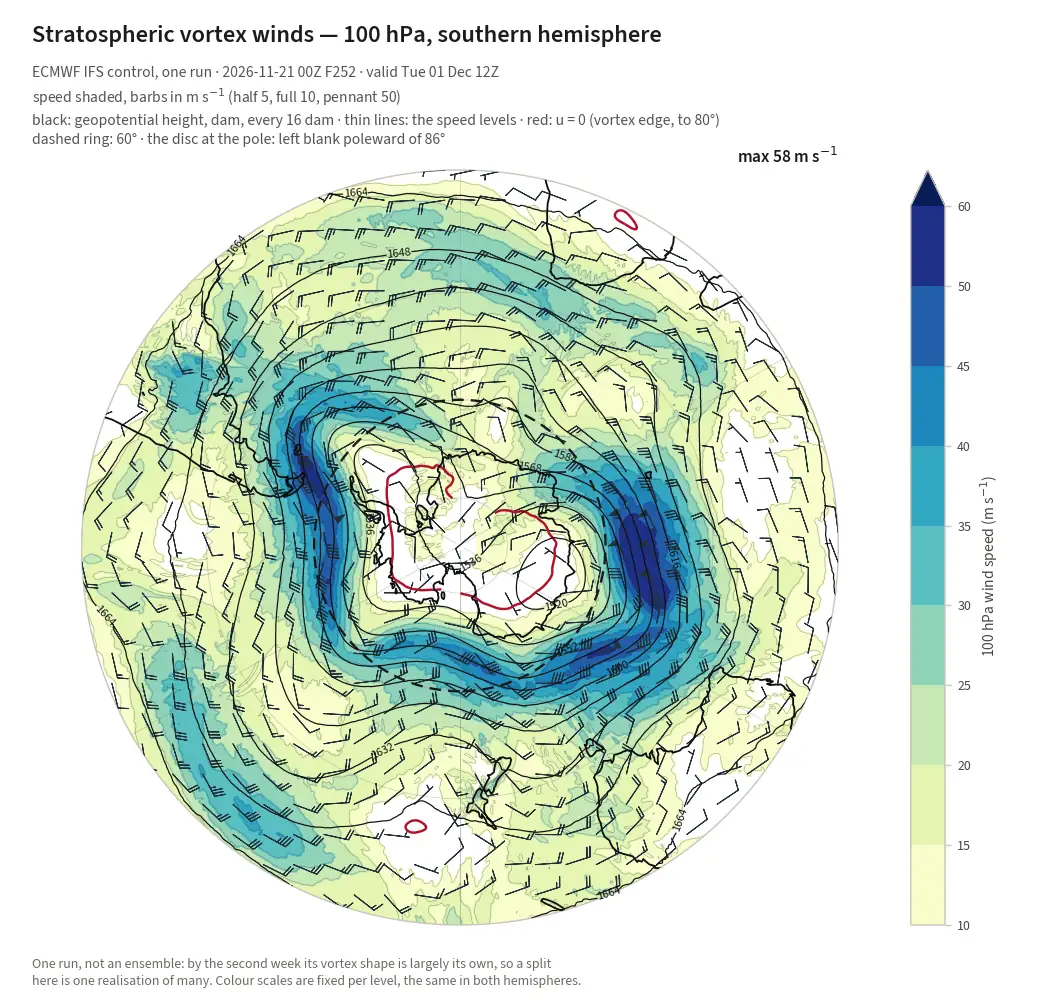 Stratospheric vortex winds — 100 hPa, southern hemisphere
ECMWF IFS control, one run · 2026-11-21 00Z F252 · valid Tue 01 Dec 12Z
speed shaded, barbs in m s⁻¹ (half 5, full 10, pennant 50)
black: geopotential height, dam, every 16 dam · thin lines: the speed levels · red: u = 0 (vortex edge, to 80°)
dashed ring: 60° · the disc at the pole: left blank poleward of 86°
max 58 m s⁻¹
1664
1664
1648
1584
1568
1536
1536
1616
1520
1552
1600
1664
1632
1664
1664
60
50
45
40
35
30
25
20
15
10
100 hPa wind speed (m s⁻¹)
One run, not an ensemble: by the second week its vortex shape is largely its own, so a split
here is one realisation of many. Colour scales are fixed per level, the same in both hemispheres.